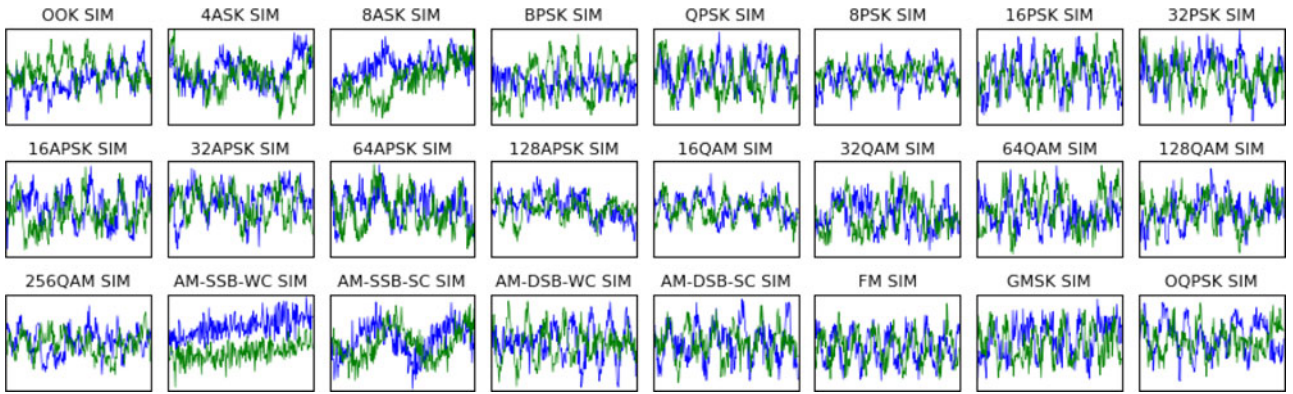 OOK SIM 4ASK SIM 8ASK SIM BPSK SIM QPSK SIM 8PSK SIM 16PSK SIM 32PSK SIM
16APSK SIM 32APSK SIM 64APSK SIM 128APSK SIM 16QAM SIM 32QAM SIM 64QAM SIM 128QAM SIM
256QAM SIM AM-SSB-WC SIM AM-SSB-SC SIM AM-DSB-WC SIM AM-DSB-SC SIM FM SIM GMSK SIM OQPSK SIM